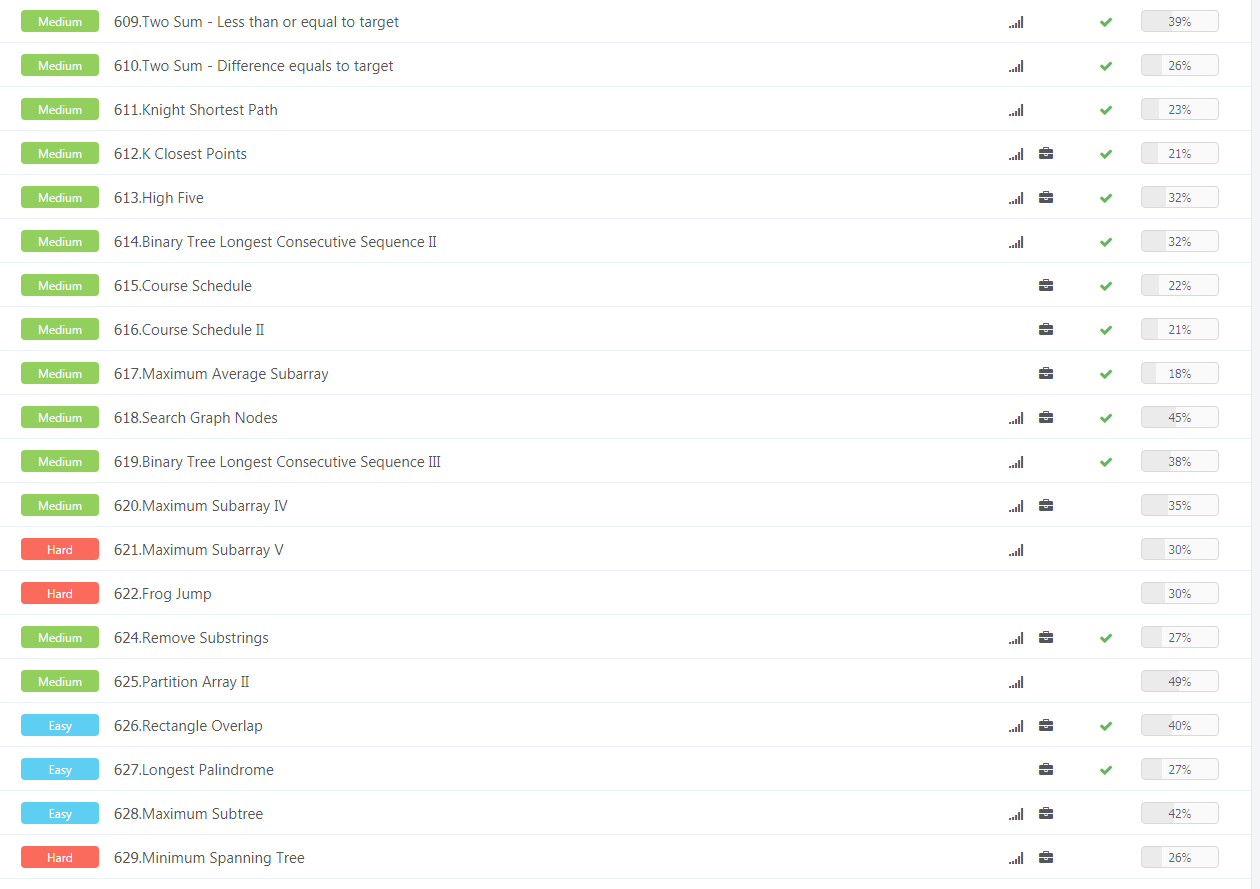 Medium 609.Two Sum - Less than or equal to target 39%
Medium 610.Two Sum - Difference equals to target 26%
Medium 611.Knight Shortest Path 23%
Medium 612.K Closest Points 21%
Medium 613.High Five 32%
Medium 614.Binary Tree Longest Consecutive Sequence II 32%
Medium 615.Course Schedule 22%
Medium 616.Course Schedule II 21%
Medium 617.Maximum Average Subarray 18%
Medium 618.Search Graph Nodes 45%
Medium 619.Binary Tree Longest Consecutive Sequence III 38%
Medium 620.Maximum Subarray IV 35%
Hard 621.Maximum Subarray V 30%
Hard 622.Frog Jump 30%
Medium 624.Remove Substrings 27%
Medium 625.Partition Array II 49%
Easy 626.Rectangle Overlap 40%
Easy 627.Longest Palindrome 27%
Easy 628.Maximum Subtree 42%
Hard 629.Minimum Spanning Tree 26%